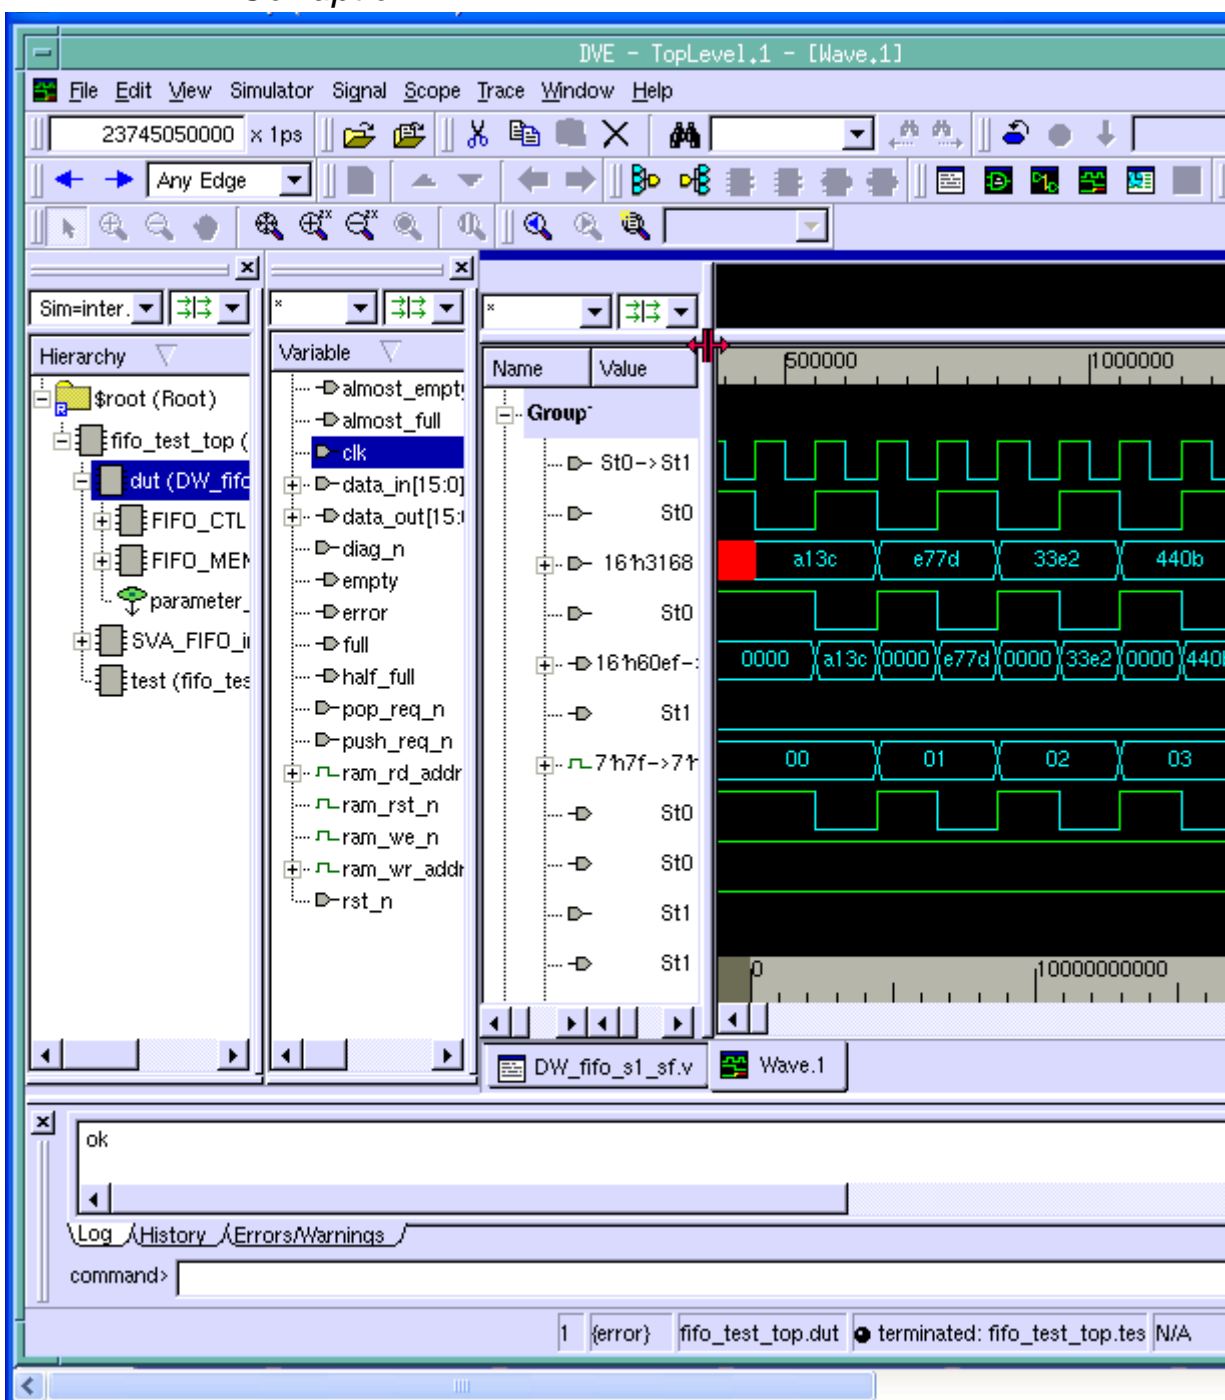 DVE - TopLevel.1 - [Wave.1]
File Edit View Simulator Signal Scope Trace Window Help
23745050000 × 1ps
Any Edge
Sim=inter.
*
*
Hierarchy
Variable
Name Value
500000 1000000
$root (Root)
fifo_test_top (
dut (DW_fifo
FIFO_CTL
FIFO_MEM
parameter_
SVA_FIFO_i
test (fifo_tes
almost_empty
almost_full
clk
data_in[15:0]
data_out[15:
diag_n
empty
error
full
half_full
pop_req_n
push_req_n
ram_rd_addr
ram_rst_n
ram_we_n
ram_wr_addr
rst_n
Group
St0->St1
St0
16'h3168
St0
16'h60ef->
St1
7'h7f->7'h
St0
St0
St1
St1
a13c e77d 33e2 440b
0000 a13c 0000 e77d 0000 33e2 0000 440
00 01 02 03
0 10000000000
DW_fifo_s1_sf.v Wave.1
ok
Log History Errors/Warnings
command>
1 {error} fifo_test_top.dut terminated: fifo_test_top.tes N/A